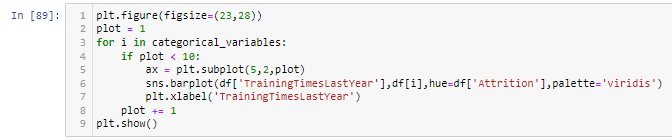 In [89]:
1 plt.figure(figsize=(23,28))
2 plot = 1
3 for i in categorical_variables:
4     if plot < 10:
5         ax = plt.subplot(5,2,plot)
6         sns.barplot(df['TrainingTimesLastYear'],df[i],hue=df['Attrition'],palette='viridis')
7         plt.xlabel('TrainingTimesLastYear')
8     plot += 1
9 plt.show()